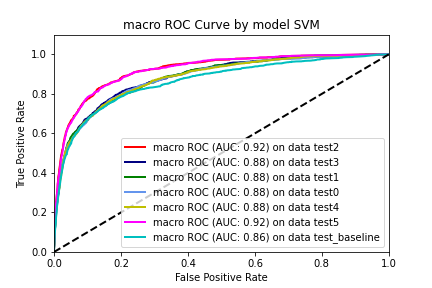 macro ROC Curve by model SVM
True Positive Rate
1.0
0.8
0.6
0.4
0.2
0.0
macro ROC (AUC: 0.92) on data test2
macro ROC (AUC: 0.88) on data test3
macro ROC (AUC: 0.88) on data test1
macro ROC (AUC: 0.88) on data test0
macro ROC (AUC: 0.88) on data test4
macro ROC (AUC: 0.92) on data test5
macro ROC (AUC: 0.86) on data test_baseline
0.0 0.2 0.4 0.6 0.8 1.0
False Positive Rate